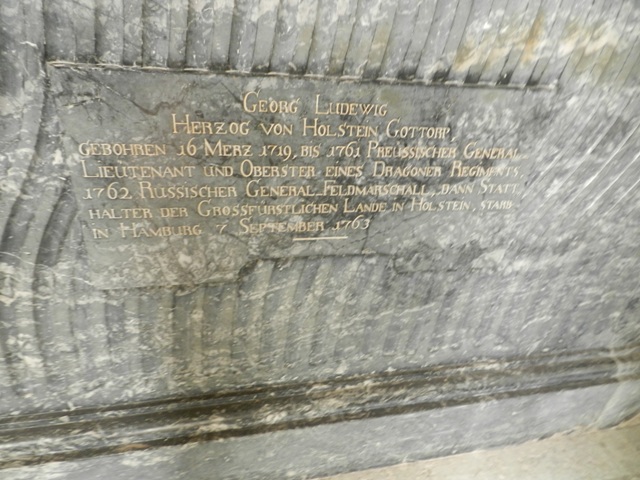 Georg Ludewig
Herzog von Holstein Gottorp,
gebohren 16 Merz 1719, bis 1761 Preussischer General-
Lieutenant und Oberster eines Dragoner Regiments,
1762 Russischer General-Feldmarschall, dann Statt
halter der Grossfürstlichen Lande in Holstein, starb
in Hamburg 7 September 1763